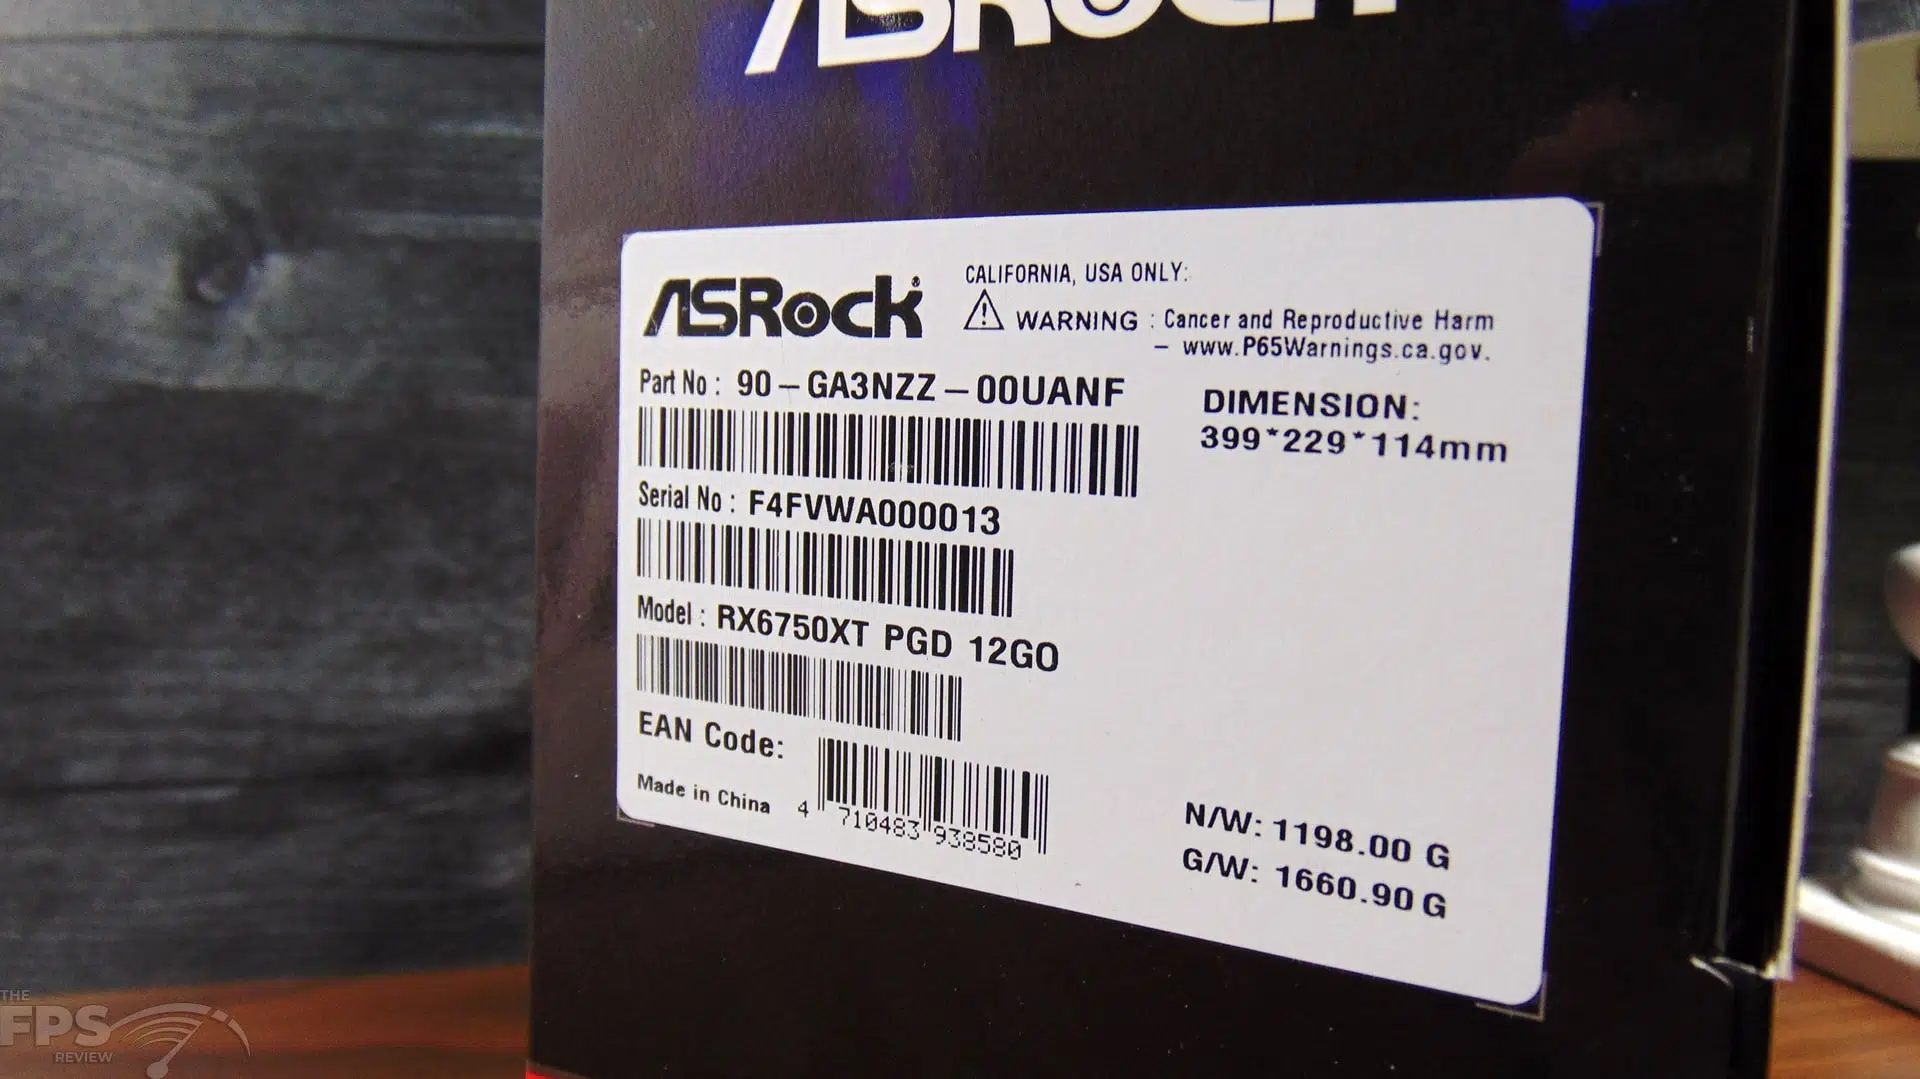 ASRock
ASRock
CALIFORNIA, USA ONLY:
WARNING : Cancer and Reproductive Harm
– www.P65Warnings.ca.gov.
Part No : 90–GA3NZZ–00UANF
DIMENSION:
399*229*114mm
Serial No : F4FVWA000013
Model : RX6750XT PGD 12GO
EAN Code:
Made in China
4 710483 938580
N/W: 1198.00 G
G/W: 1660.90 G
THE
FPS
REVIEW